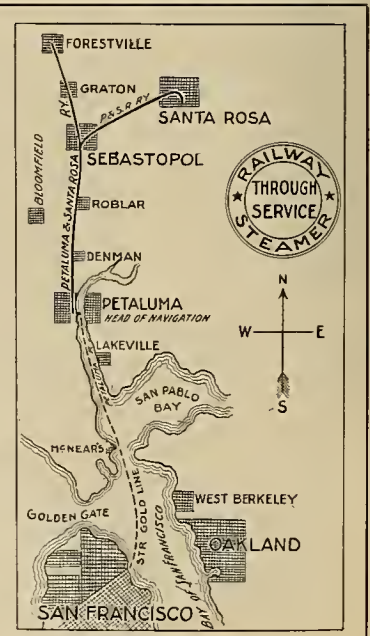 FORESTVILLE
GRATON
RY.
P. & S. R. RY.
SANTA ROSA
SEBASTOPOL
BLOOMFIELD
PETALUMA & SANTA ROSA
ROBLAR
RAILWAY
THROUGH
SERVICE
STEAMER
DENMAN
N
W
E
S
PETALUMA
HEAD OF NAVIGATION
LAKEVILLE
SAN PABLO
BAY
MCNEAR'S
WEST BERKELEY
GOLDEN GATE
STR GOLD LINE
OAKLAND
BAY OF SAN FRANCISCO
SAN FRANCISCO